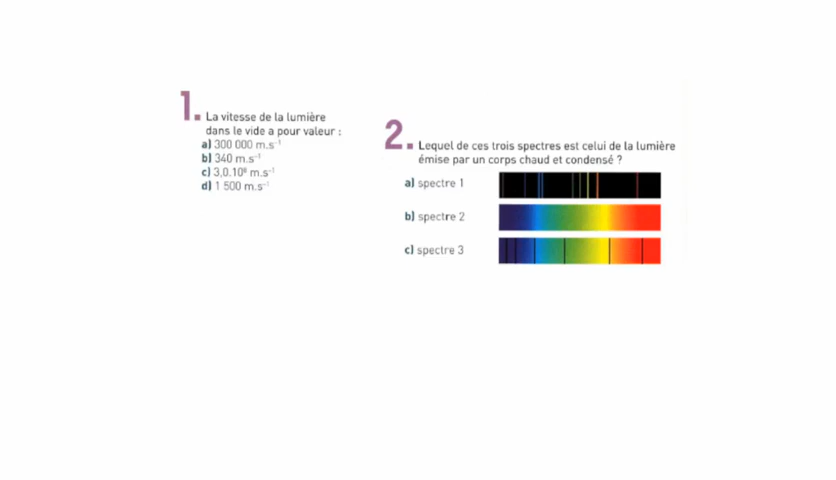 1. La vitesse de la lumière
dans le vide a pour valeur :
a) 300 000 m.s⁻¹
b) 340 m.s⁻¹
c) 3,0.10⁸ m.s⁻¹
d) 1 500 m.s⁻¹
2. Lequel de ces trois spectres est celui de la lumière
émise par un corps chaud et condensé ?
a) spectre 1
b) spectre 2
c) spectre 3